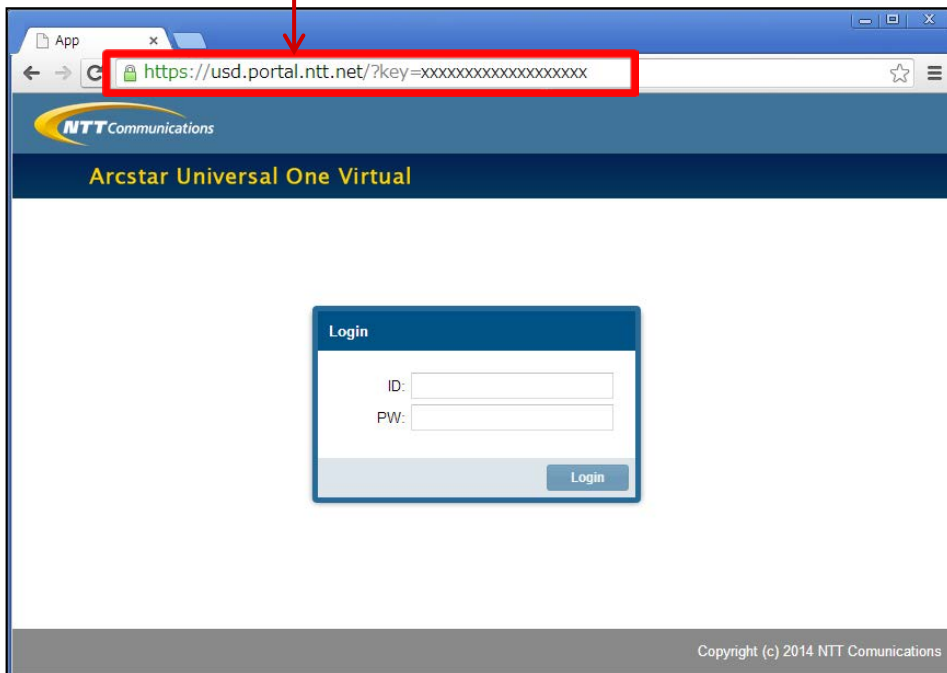 App
https://usd.portal.ntt.net/?key=xxxxxxxxxxxxxxxxxxx
NTT Communications
Arcstar Universal One Virtual
Login
ID:
PW:
Login
Copyright (c) 2014 NTT Comunications